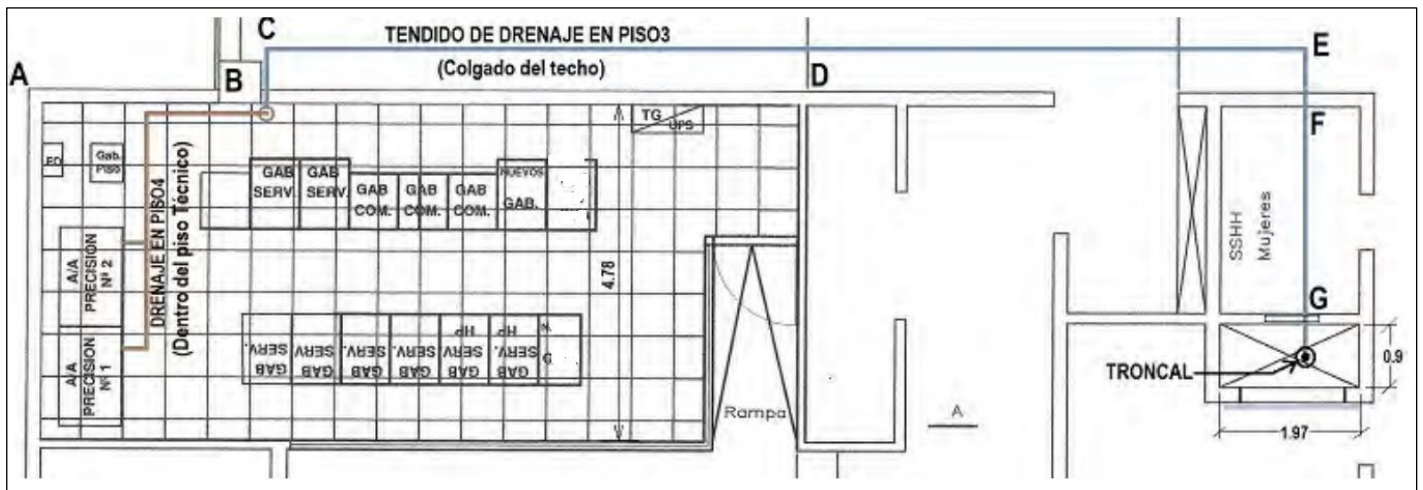 C
TENDIDO DE DRENAJE EN PISO3
(Colgado del techo)
E
A
B
D
F
TG
UPS
Gab.
Piso
DRENAJE EN PISO4
(Dentro del piso Técnico)
GAB
SERV.
GAB
SERV.
GAB
COM.
GAB
COM.
GAB
COM.
NUEVOS
GAB.
4.78
A/A
PRECISION
Nª 2
A/A
PRECISION
Nº 1
GAB
SERV.
GAB
SERV
GAB
SERV.
GAB
SERV.
GAB
SERV
HP
GAB
SERV.
HP
G
Rampa
A
SSHH
Mujeres
G
TRONCAL
0.9
1.97